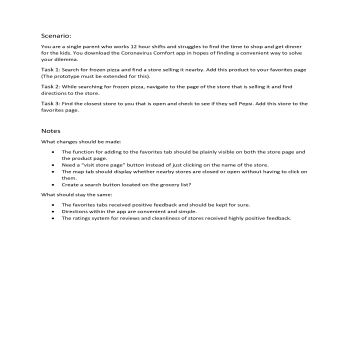 Scenario:
You are a single parent who works 12 hour shifts and struggles to find the time to shop and get dinner
for the kids. You download the Coronavirus Comfort app in hopes of finding a convenient way to solve
your dilemma.
Task 1: Search for frozen pizza and find a store selling it nearby. Add this product to your favorites page
(The prototype must be extended for this).
Task 2: While searching for frozen pizza, navigate to the page of the store that is selling it and find
directions to the store.
Task 3: Find the closest store to you that is open and check to see if they sell Pepsi. Add this store to the
favorites page.
Notes
What changes should be made:
• The function for adding to the favorites tab should be plainly visible on both the store page and
the product page.
• Need a "visit store page" button instead of just clicking on the name of the store.
• The map tab should display whether nearby stores are closed or open without having to click on
them.
• Create a search button located on the grocery list?
What should stay the same:
• The favorites tabs received positive feedback and should be kept for sure.
• Directions within the app are convenient and simple.
• The ratings system for reviews and cleanliness of stores received highly positive feedback.